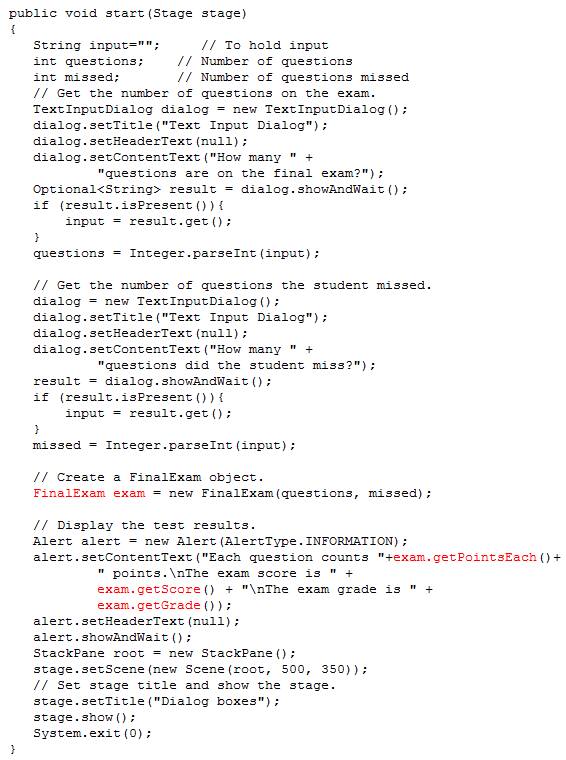 public void start(Stage stage)
{
   String input="";     // To hold input
   int questions;    // Number of questions
   int missed;       // Number of questions missed
   // Get the number of questions on the exam.
   TextInputDialog dialog = new TextInputDialog();
   dialog.setTitle("Text Input Dialog");
   dialog.setHeaderText(null);
   dialog.setContentText("How many " +
           "questions are on the final exam?");
   Optional<String> result = dialog.showAndWait();
   if (result.isPresent()){
       input = result.get();
   }
   questions = Integer.parseInt(input);

   // Get the number of questions the student missed.
   dialog = new TextInputDialog();
   dialog.setTitle("Text Input Dialog");
   dialog.setHeaderText(null);
   dialog.setContentText("How many " +
           "questions did the student miss?");
   result = dialog.showAndWait();
   if (result.isPresent()){
       input = result.get();
   }
   missed = Integer.parseInt(input);

   // Create a FinalExam object.
   FinalExam exam = new FinalExam(questions, missed);

   // Display the test results.
   Alert alert = new Alert(AlertType.INFORMATION);
   alert.setContentText("Each question counts "+exam.getPointsEach()+
           " points.\nThe exam score is " +
           exam.getScore() + "\nThe exam grade is " +
           exam.getGrade());
   alert.setHeaderText(null);
   alert.showAndWait();
   StackPane root = new StackPane();
   stage.setScene(new Scene(root, 500, 350));
   // Set stage title and show the stage.
   stage.setTitle("Dialog boxes");
   stage.show();
   System.exit(0);
}